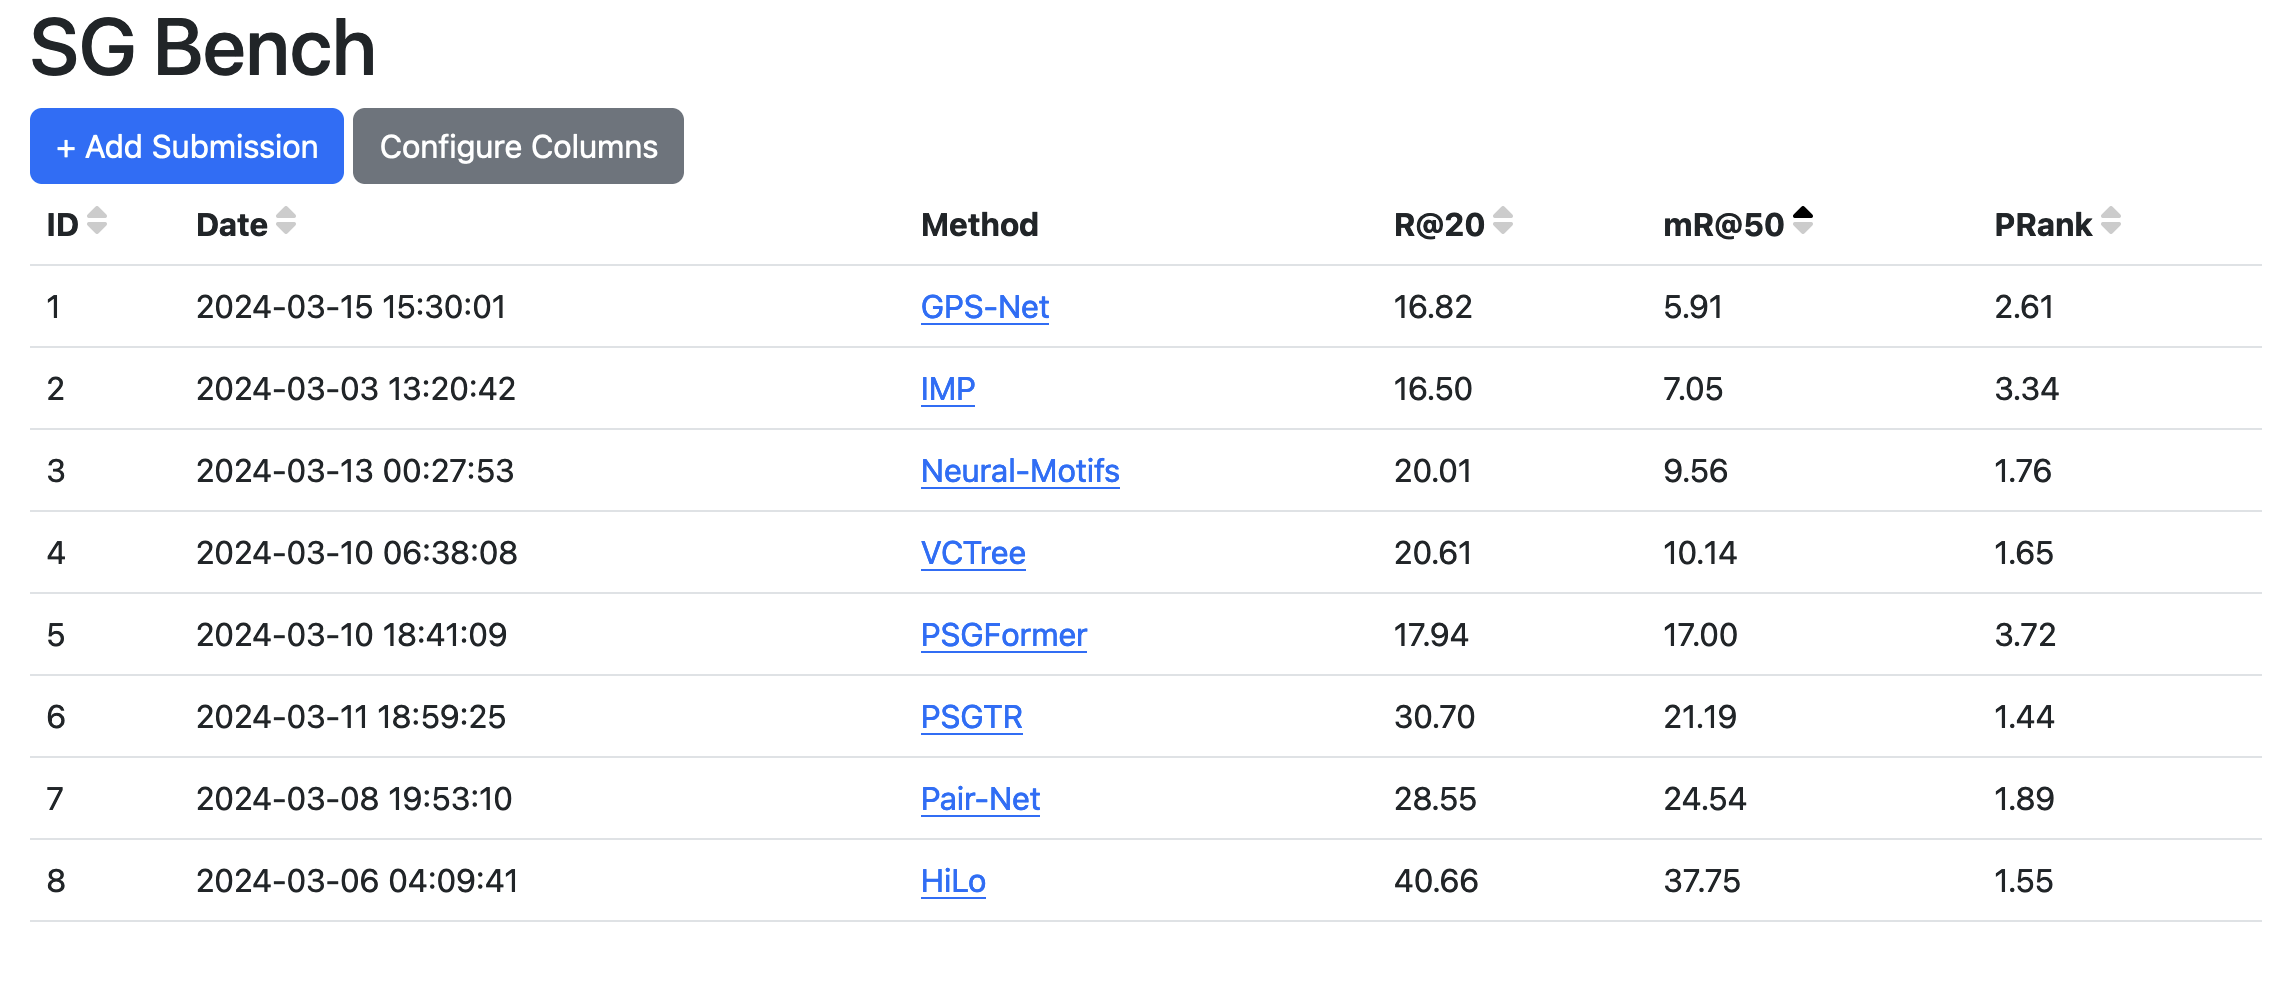 SG Bench
+ Add Submission Configure Columns
ID Date Method R@20 mR@50 PRank
1 2024-03-15 15:30:01 GPS-Net 16.82 5.91 2.61
2 2024-03-03 13:20:42 IMP 16.50 7.05 3.34
3 2024-03-13 00:27:53 Neural-Motifs 20.01 9.56 1.76
4 2024-03-10 06:38:08 VCTree 20.61 10.14 1.65
5 2024-03-10 18:41:09 PSGFormer 17.94 17.00 3.72
6 2024-03-11 18:59:25 PSGTR 30.70 21.19 1.44
7 2024-03-08 19:53:10 Pair-Net 28.55 24.54 1.89
8 2024-03-06 04:09:41 HiLo 40.66 37.75 1.55